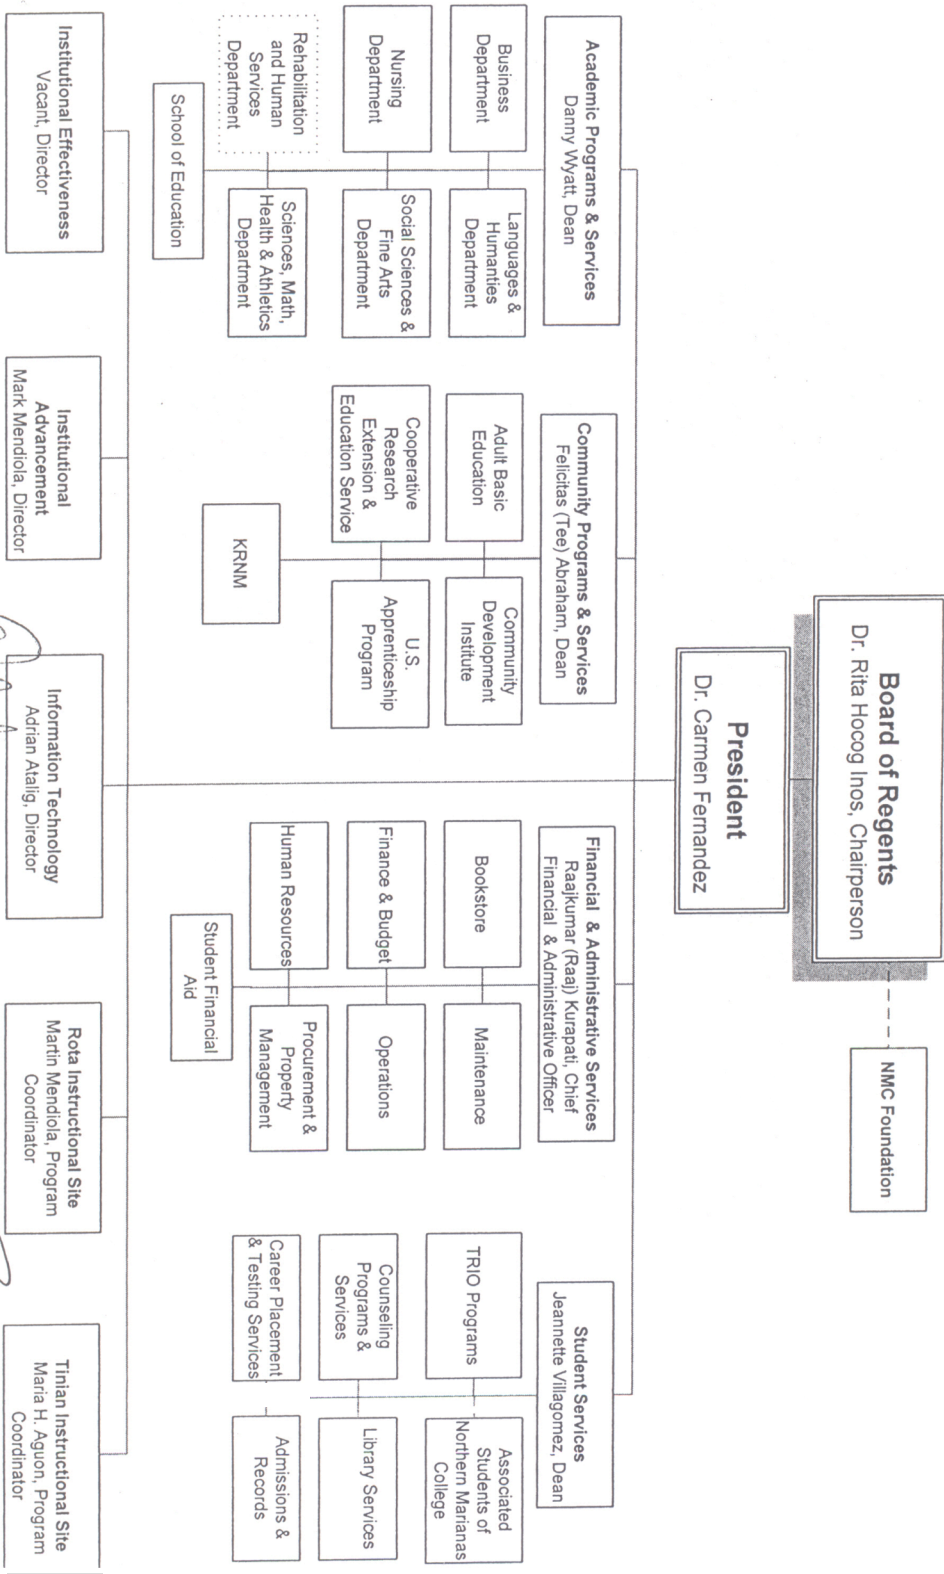 Board of Regents
Dr. Rita Hocog Inos, Chairperson
NMC Foundation
President
Dr. Carmen Fernandez
Academic Programs & Services
Danny Wyatt, Dean
Business
Department
Languages &
Humanities
Department
Nursing
Department
Social Sciences &
Fine Arts
Department
Rehabilitation
and Human
Services
Department
Sciences, Math,
Health & Athletics
Department
School of Education
Community Programs & Services
Felicitas (Tee) Abraham, Dean
Adult Basic
Education
Community
Development
Institute
Cooperative
Research
Extension &
Education Service
U.S.
Apprenticeship
Program
KRNM
Financial & Administrative Services
Raajkumar (Raaj) Kurapati, Chief
Financial & Administrative Officer
Bookstore
Maintenance
Finance & Budget
Operations
Human Resources
Procurement &
Property
Management
Student Financial
Aid
Student Services
Jeannette Villagomez, Dean
TRIO Programs
Associated
Students of
Northern Marianas
College
Counseling
Programs &
Services
Library Services
Career Placement
& Testing Services
Admissions &
Records
Institutional Effectiveness
Vacant, Director
Institutional
Advancement
Mark Mendiola, Director
Information Technology
Adrian Atalig, Director
Rota Instructional Site
Martin Mendiola, Program
Coordinator
Tinian Instructional Site
Maria H. Aguon, Program
Coordinator